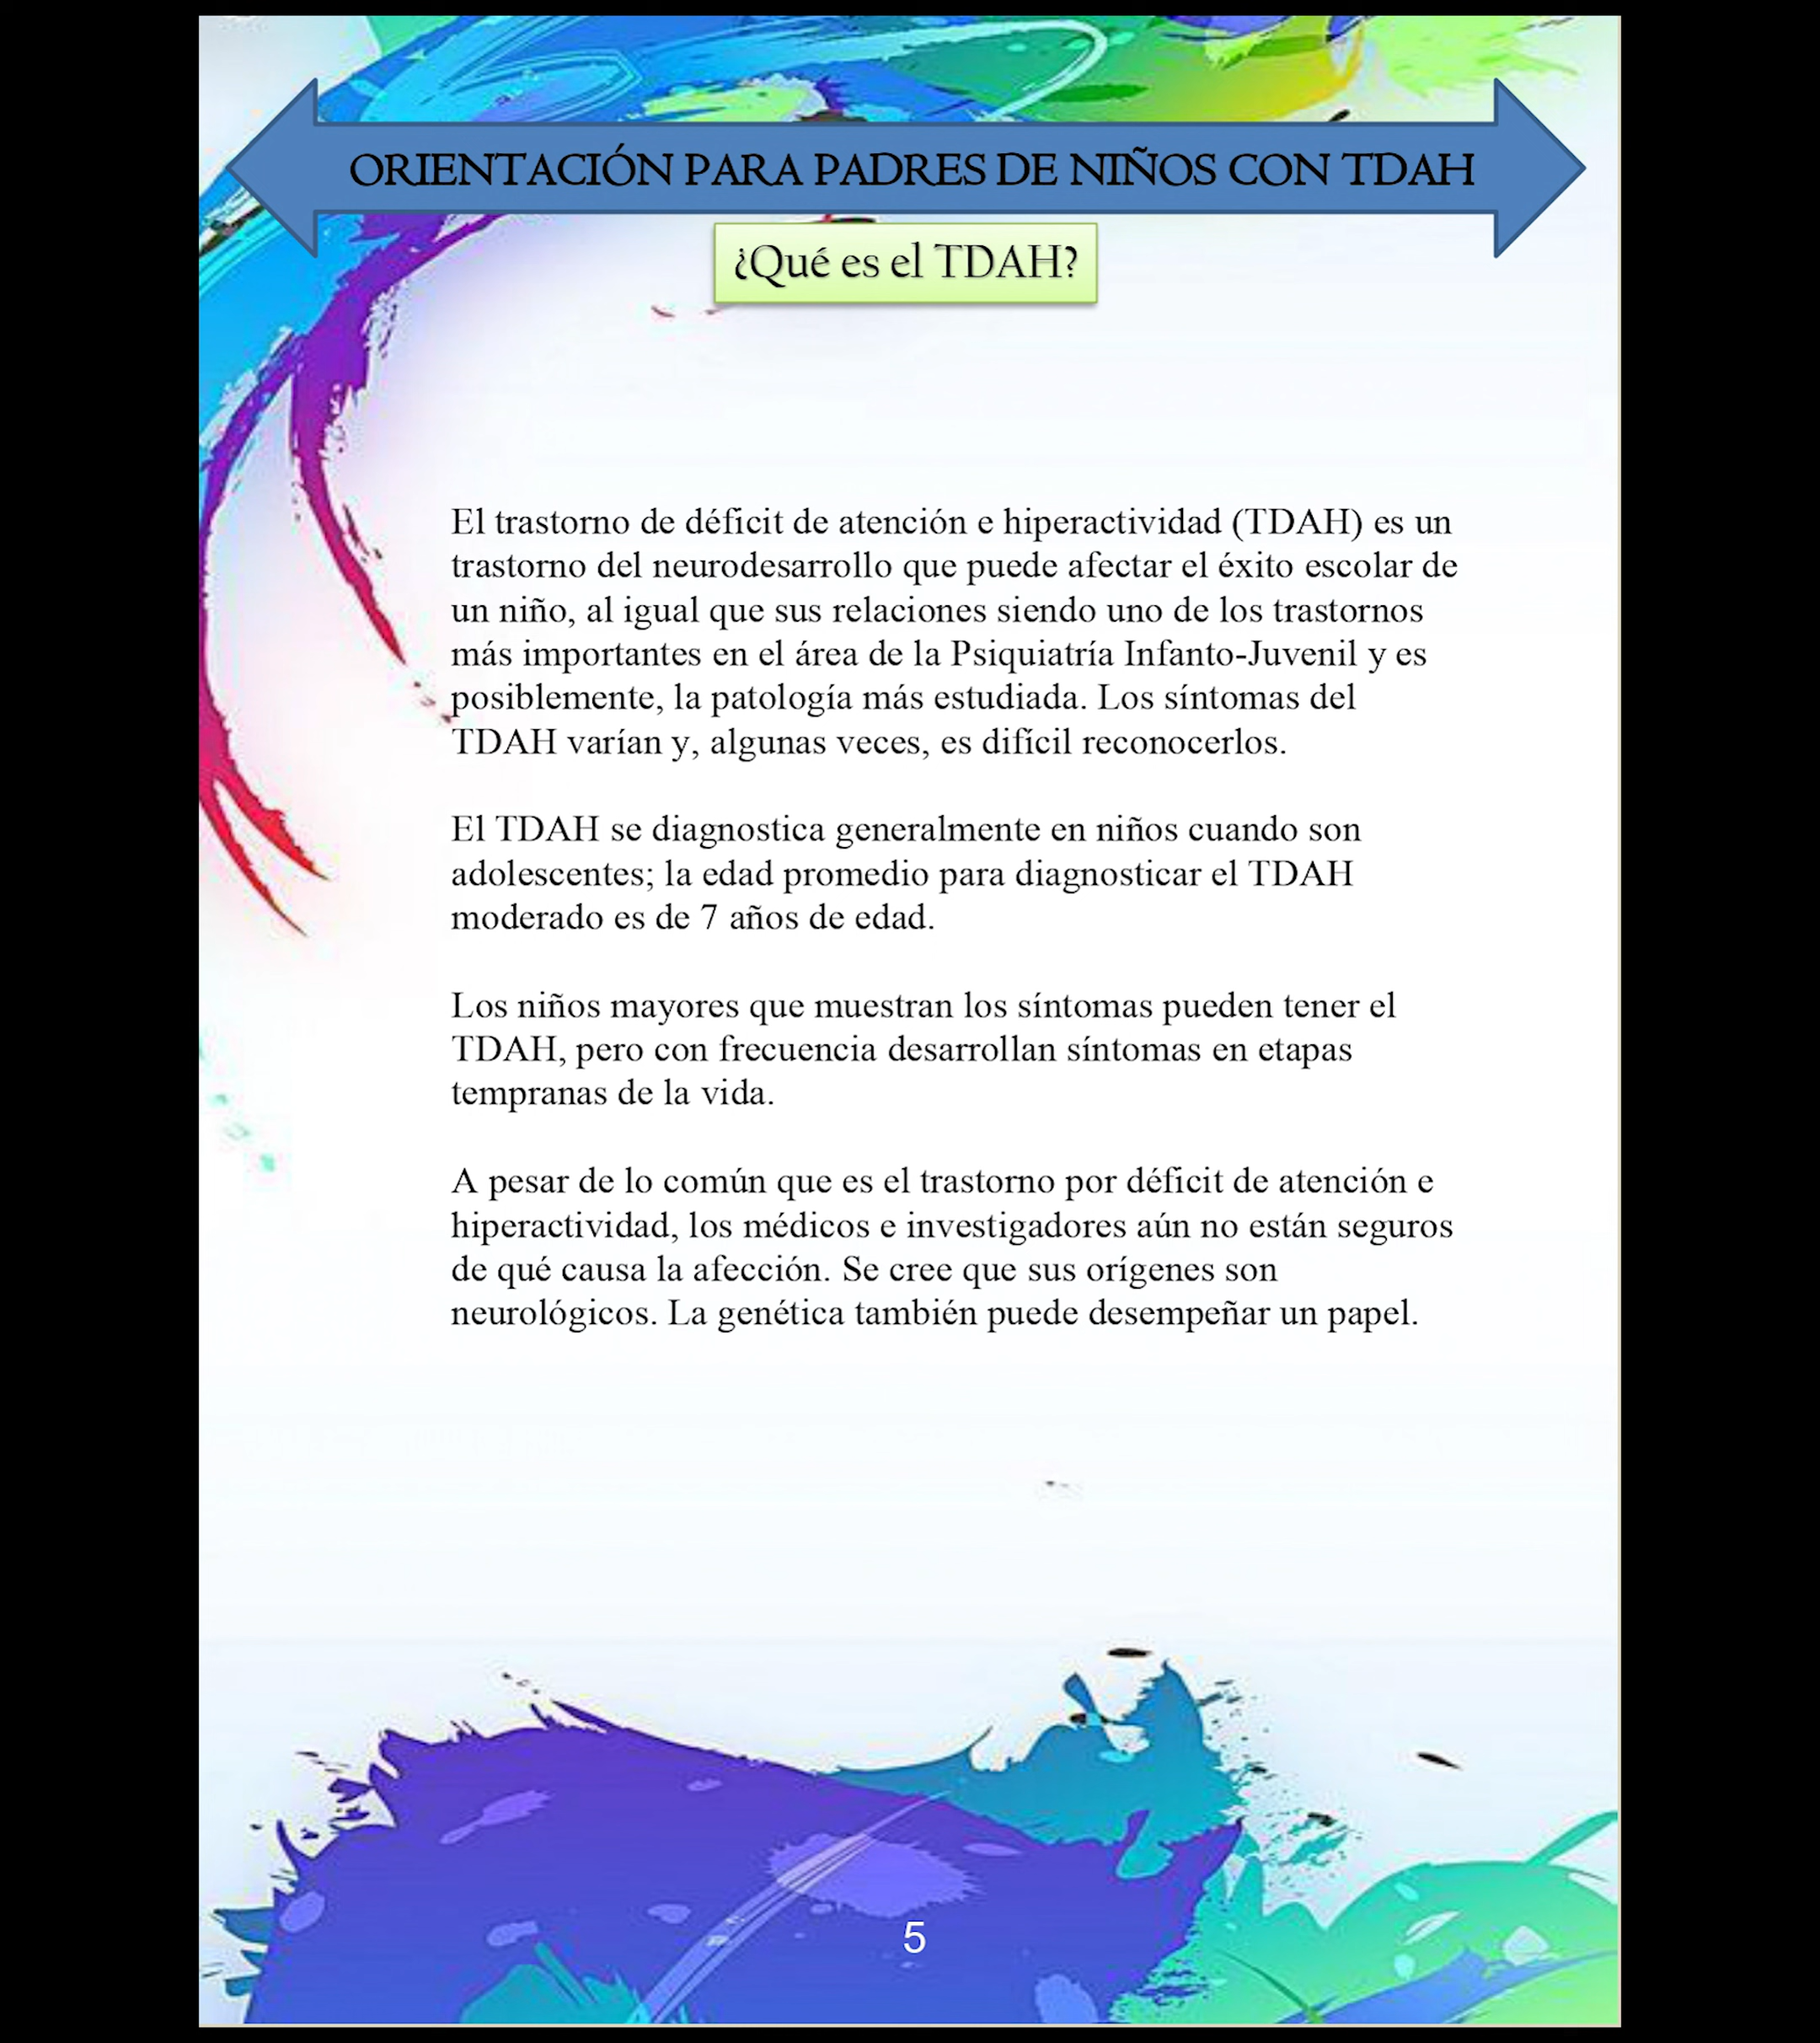 ORIENTACIÓN PARA PADRES DE NIÑOS CON TDAH
¿Qué es el TDAH?
El trastorno de déficit de atención e hiperactividad (TDAH) es un
trastorno del neurodesarrollo que puede afectar el éxito escolar de
un niño, al igual que sus relaciones siendo uno de los trastornos
más importantes en el área de la Psiquiatría Infanto-Juvenil y es
posiblemente, la patología más estudiada. Los síntomas del
TDAH varían y, algunas veces, es difícil reconocerlos.
El TDAH se diagnostica generalmente en niños cuando son
adolescentes; la edad promedio para diagnosticar el TDAH
moderado es de 7 años de edad.
Los niños mayores que muestran los síntomas pueden tener el
TDAH, pero con frecuencia desarrollan síntomas en etapas
tempranas de la vida.
A pesar de lo común que es el trastorno por déficit de atención e
hiperactividad, los médicos e investigadores aún no están seguros
de qué causa la afección. Se cree que sus orígenes son
neurológicos. La genética también puede desempeñar un papel.
5